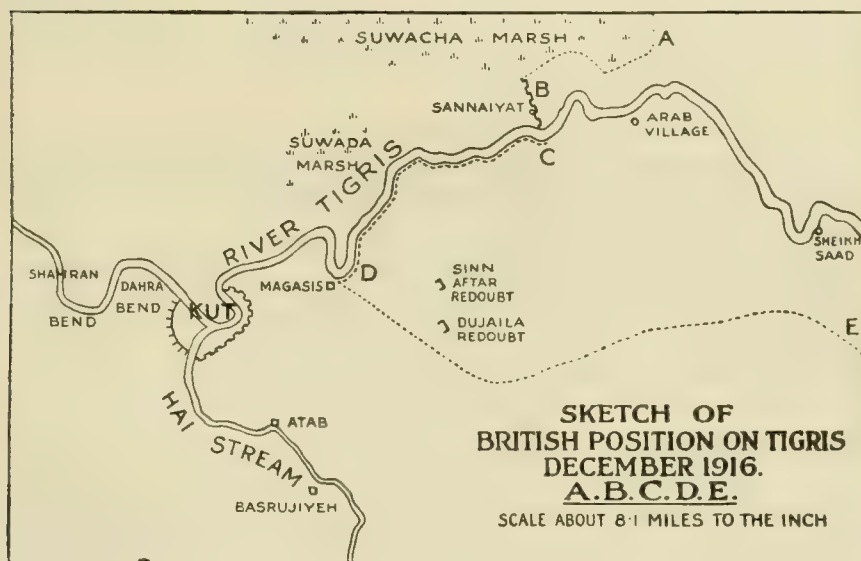 SUWACHA MARSH
A
B
SANNAIYAT
ARAB
VILLAGE
SUWADA
MARSH
C
RIVER TIGRIS
SHEIKH
SAAD
SHAHRAN
BEND
DAHRA
BEND
KUT
MAGASIS
D
SINN
AFTAR
REDOUBT
DUJAILA
REDOUBT
E
HAI STREAM
ATAB
BASRUJIYEH
SKETCH OF
BRITISH POSITION ON TIGRIS
DECEMBER 1916.
A.B.C.D.E.
SCALE ABOUT 8·1 MILES TO THE INCH